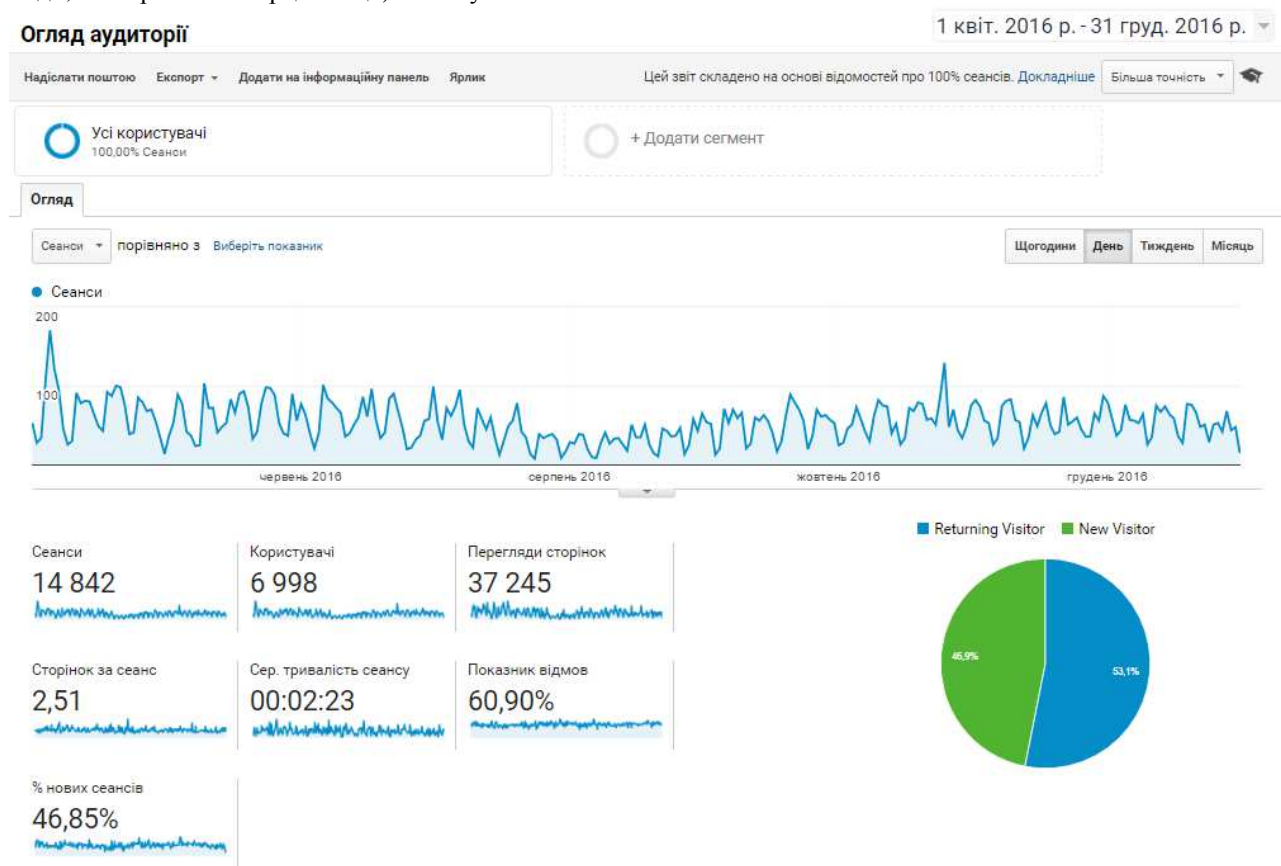 1 квіт. 2016 р. - 31 груд. 2016 р.
Огляд аудиторії
Надіслати поштою Експорт Додати на інформаційну панель Ярлик Цей звіт складено на основі відомостей про 100% сеансів. Докладніше Більша точність
Усі користувачі
100,00% Сеанси
+ Додати сегмент
Огляд
Сеанси порівняно з Виберіть показник Щогодини День Тиждень Місяць
Сеанси
200
100
червень 2016 серпень 2016 жовтень 2016 грудень 2016
Returning Visitor New Visitor
Сеанси Користувачі Перегляди сторінок
14 842 6 998 37 245
46,9% 53,1%
Сторінок за сеанс Сер. тривалість сеансу Показник відмов
2,51 00:02:23 60,90%
% нових сеансів
46,85%